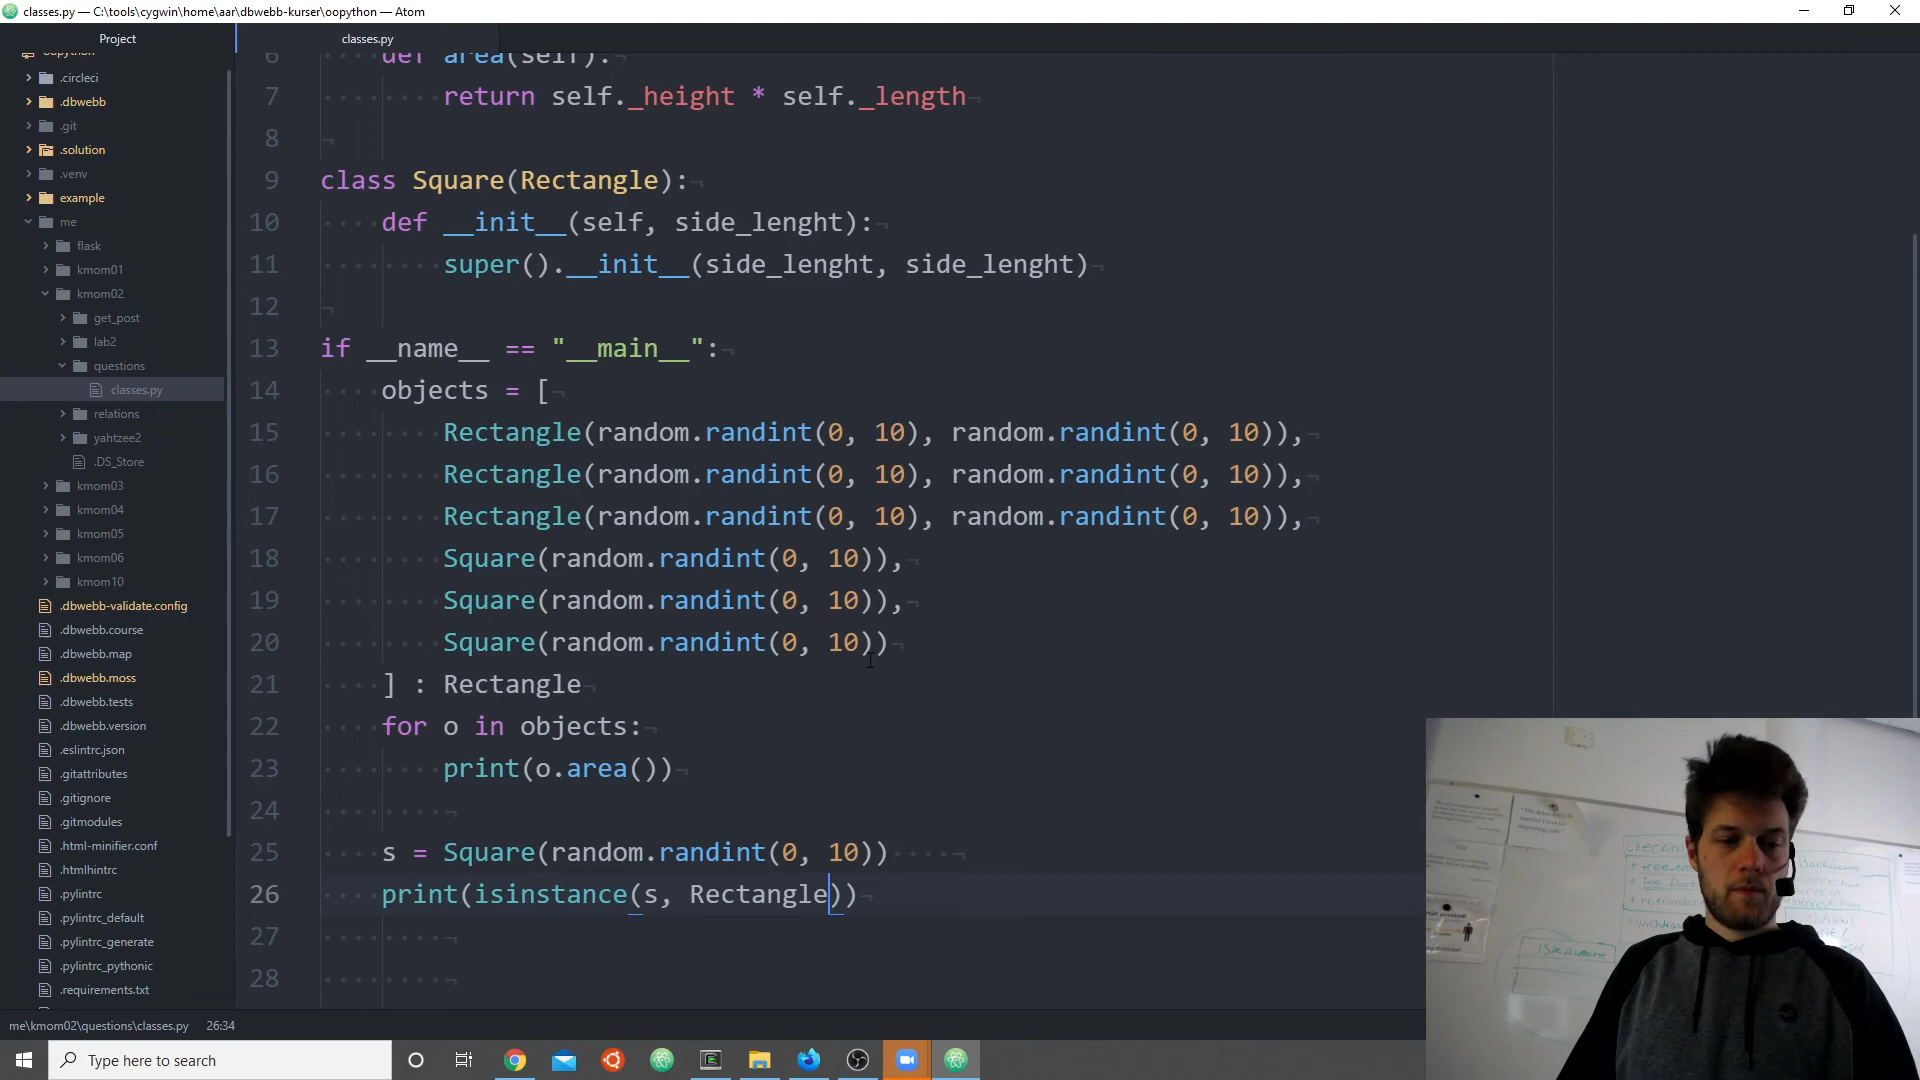 classes.py — C:\tools\cygwin\home\aar\dbwebb-kurser\oopython — Atom
Project
classes.py
oopython
.circleci
.dbwebb
.git
.solution
.venv
example
me
flask
kmom01
kmom02
get_post
lab2
questions
classes.py
relations
yahtzee2
.DS_Store
kmom03
kmom04
kmom05
kmom06
kmom10
.dbwebb-validate.config
.dbwebb.course
.dbwebb.map
.dbwebb.moss
.dbwebb.tests
.dbwebb.version
.eslintrc.json
.gitattributes
.gitignore
.gitmodules
.html-minifier.conf
.htmlhintrc
.pylintrc
.pylintrc_default
.pylintrc_generate
.pylintrc_pythonic
.requirements.txt
6 def area(self):
7 return self._height * self._length
8
9 class Square(Rectangle):
10 def __init__(self, side_lenght):
11 super().__init__(side_lenght, side_lenght)
12
13 if __name__ == "__main__":
14 objects = [
15 Rectangle(random.randint(0, 10), random.randint(0, 10)),
16 Rectangle(random.randint(0, 10), random.randint(0, 10)),
17 Rectangle(random.randint(0, 10), random.randint(0, 10)),
18 Square(random.randint(0, 10)),
19 Square(random.randint(0, 10)),
20 Square(random.randint(0, 10))
21 ] : Rectangle
22 for o in objects:
23 print(o.area())
24
25 s = Square(random.randint(0, 10))
26 print(isinstance(s, Rectangle))
27
28
me\kmom02\questions\classes.py 26:34
Type here to search